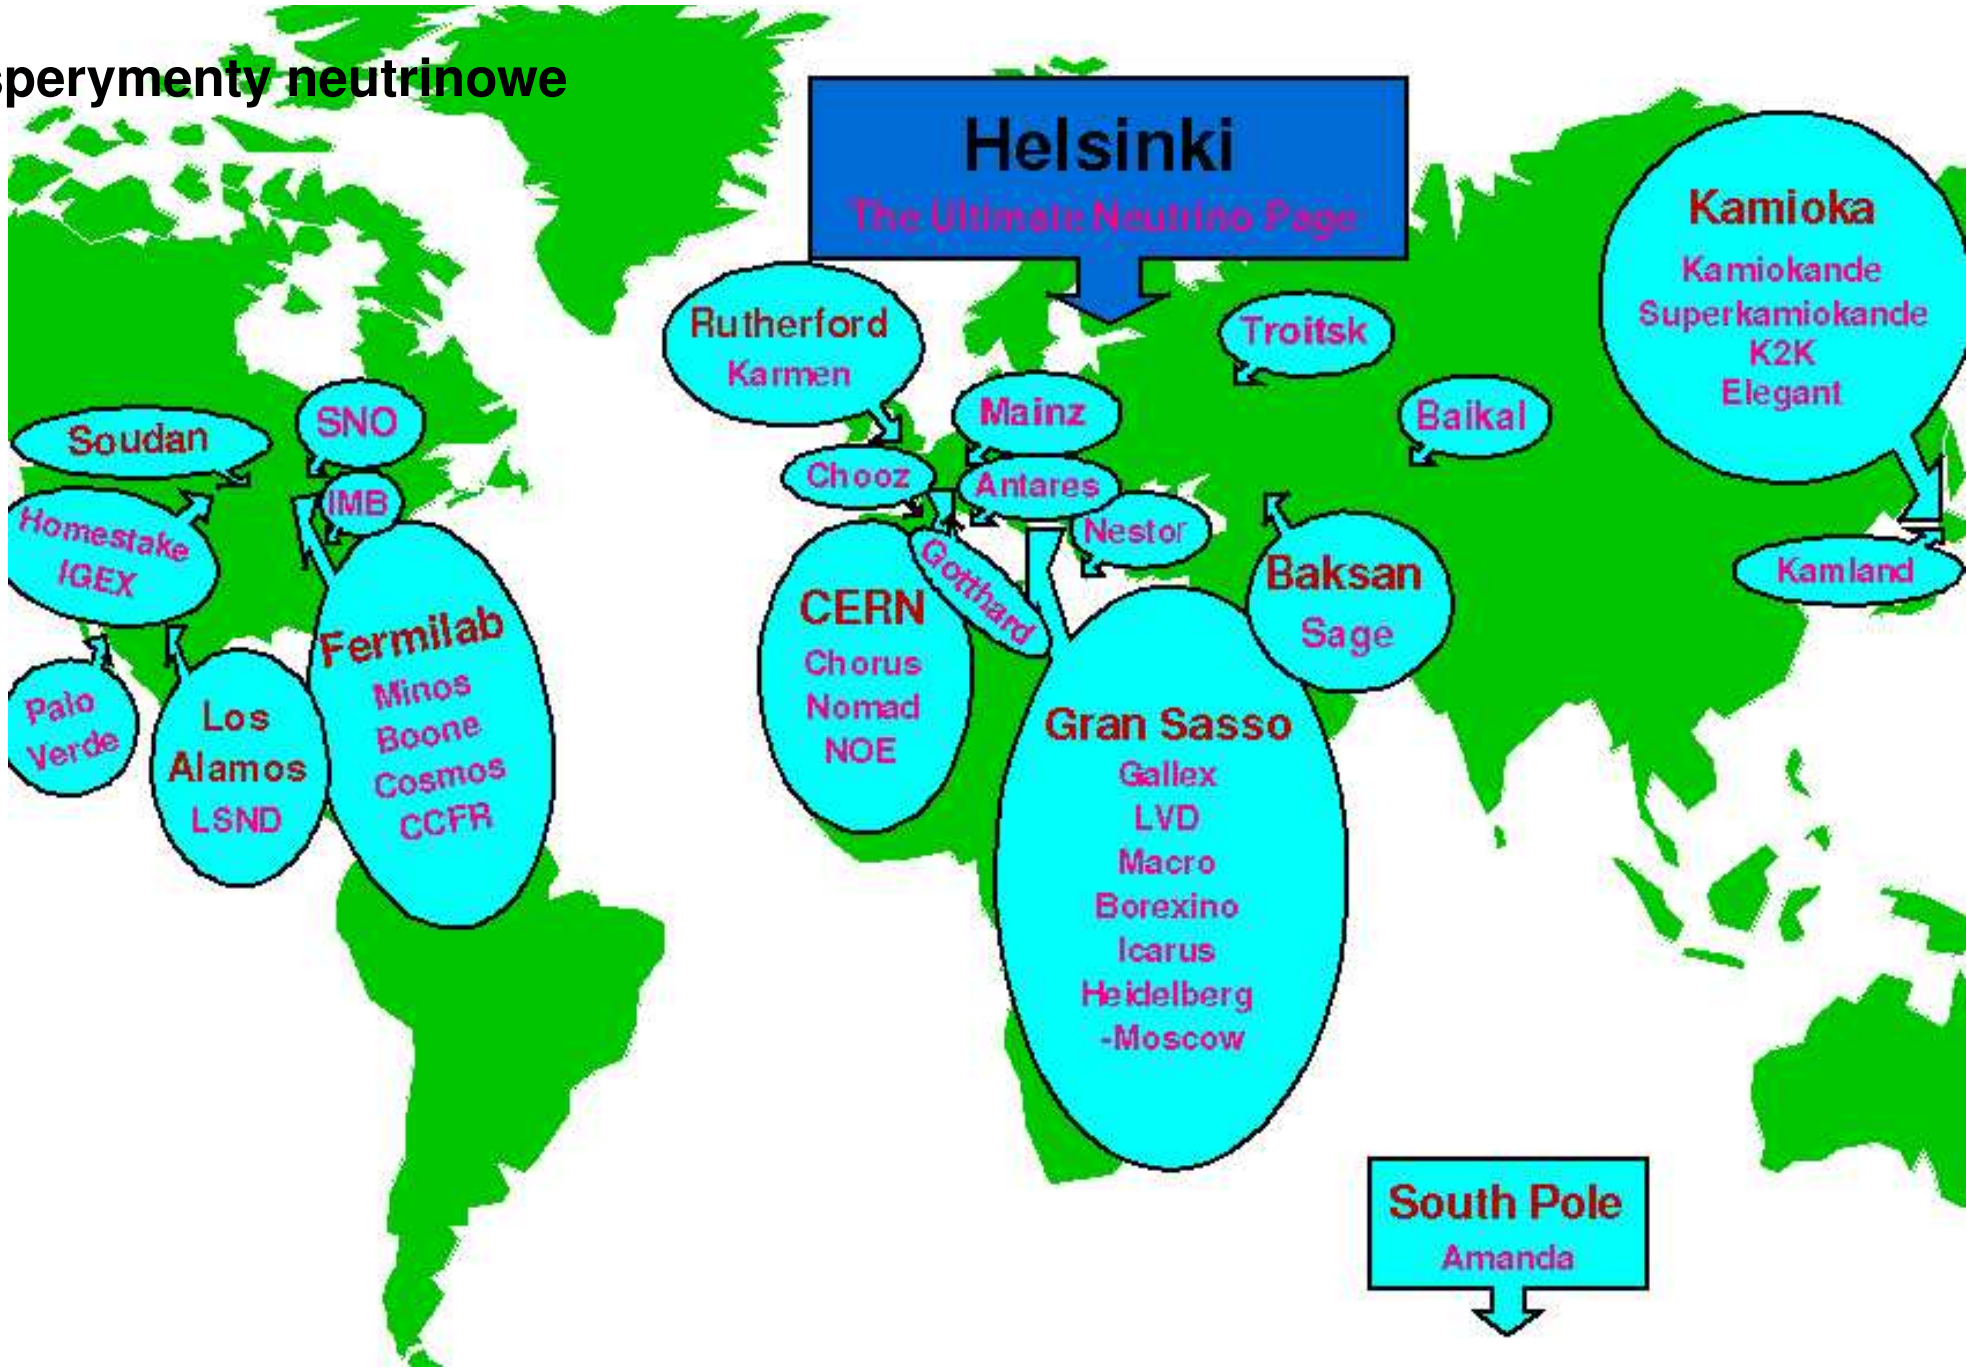 sperymenty neutrinowe
Helsinki
The Ultimate Neutrino Page
Kamioka
Kamiokande
Superkamiokande
K2K
Elegant
Rutherford
Karmen
Troitsk
Soudan
SNO
Mainz
Baikal
Chooz
Antares
IMB
Nestor
Homestake
IGEX
Gotthard
Baksan
Sage
Kamland
CERN
Chorus
Nomad
NOE
Fermilab
Minos
Boone
Cosmos
CCFR
Palo
Verde
Los
Alamos
LSND
Gran Sasso
Gallex
LVD
Macro
Borexino
Icarus
Heidelberg
-Moscow
South Pole
Amanda